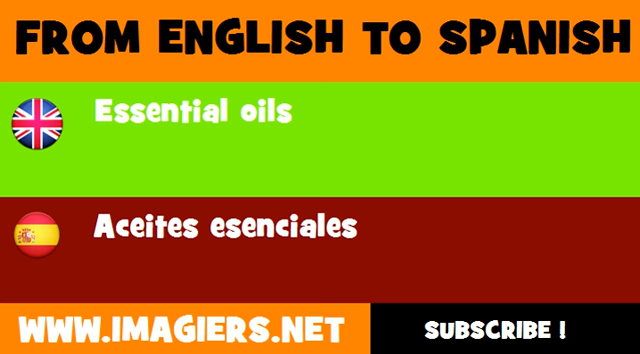 FROM ENGLISH TO SPANISH
Essential oils
Aceites esenciales
WWW.IMAGIERS.NET
SUBSCRIBE !